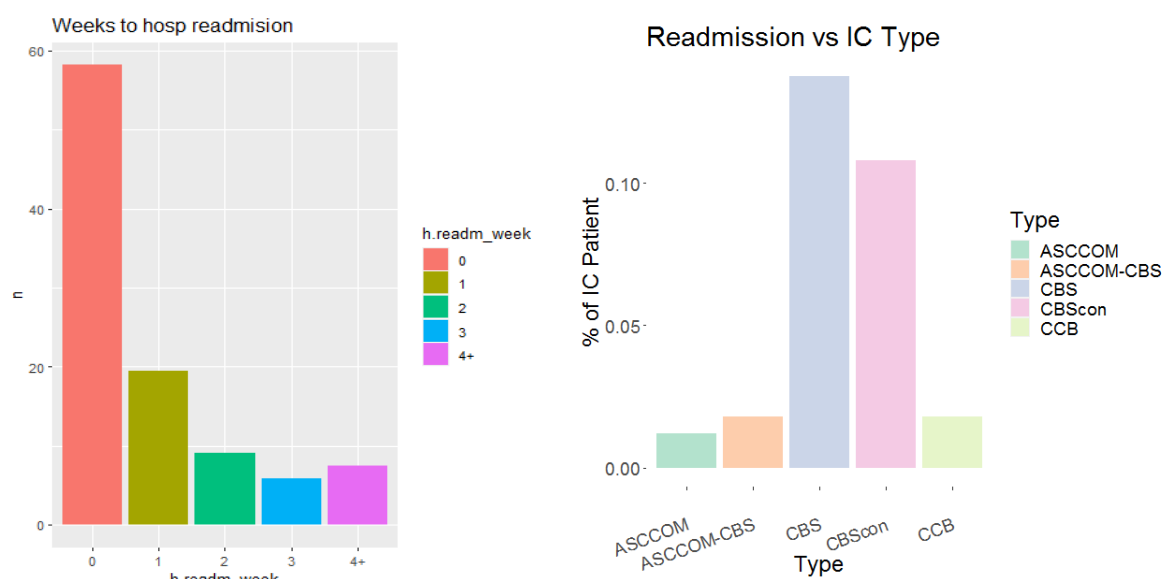 Weeks to hosp readmision
60
40
20
0
n
0 1 2 3 4+
h.readm_week
h.readm_week
0
1
2
3
4+
Readmission vs IC Type
% of IC Patient
0.10
0.05
0.00
ASCCOM ASCCOM-CBS CBS CBScon CCB
Type
Type
ASCCOM
ASCCOM-CBS
CBS
CBScon
CCB